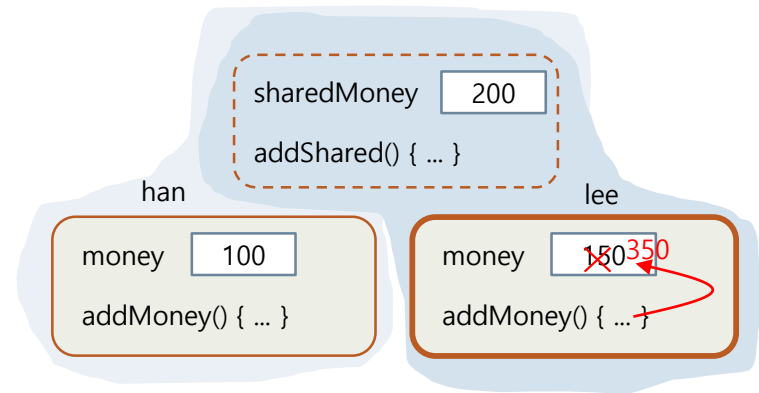 sharedMoney 200
addShared() { ... }
han
lee
money 100
addMoney() { ... }
money 150 350
addMoney() { ... }